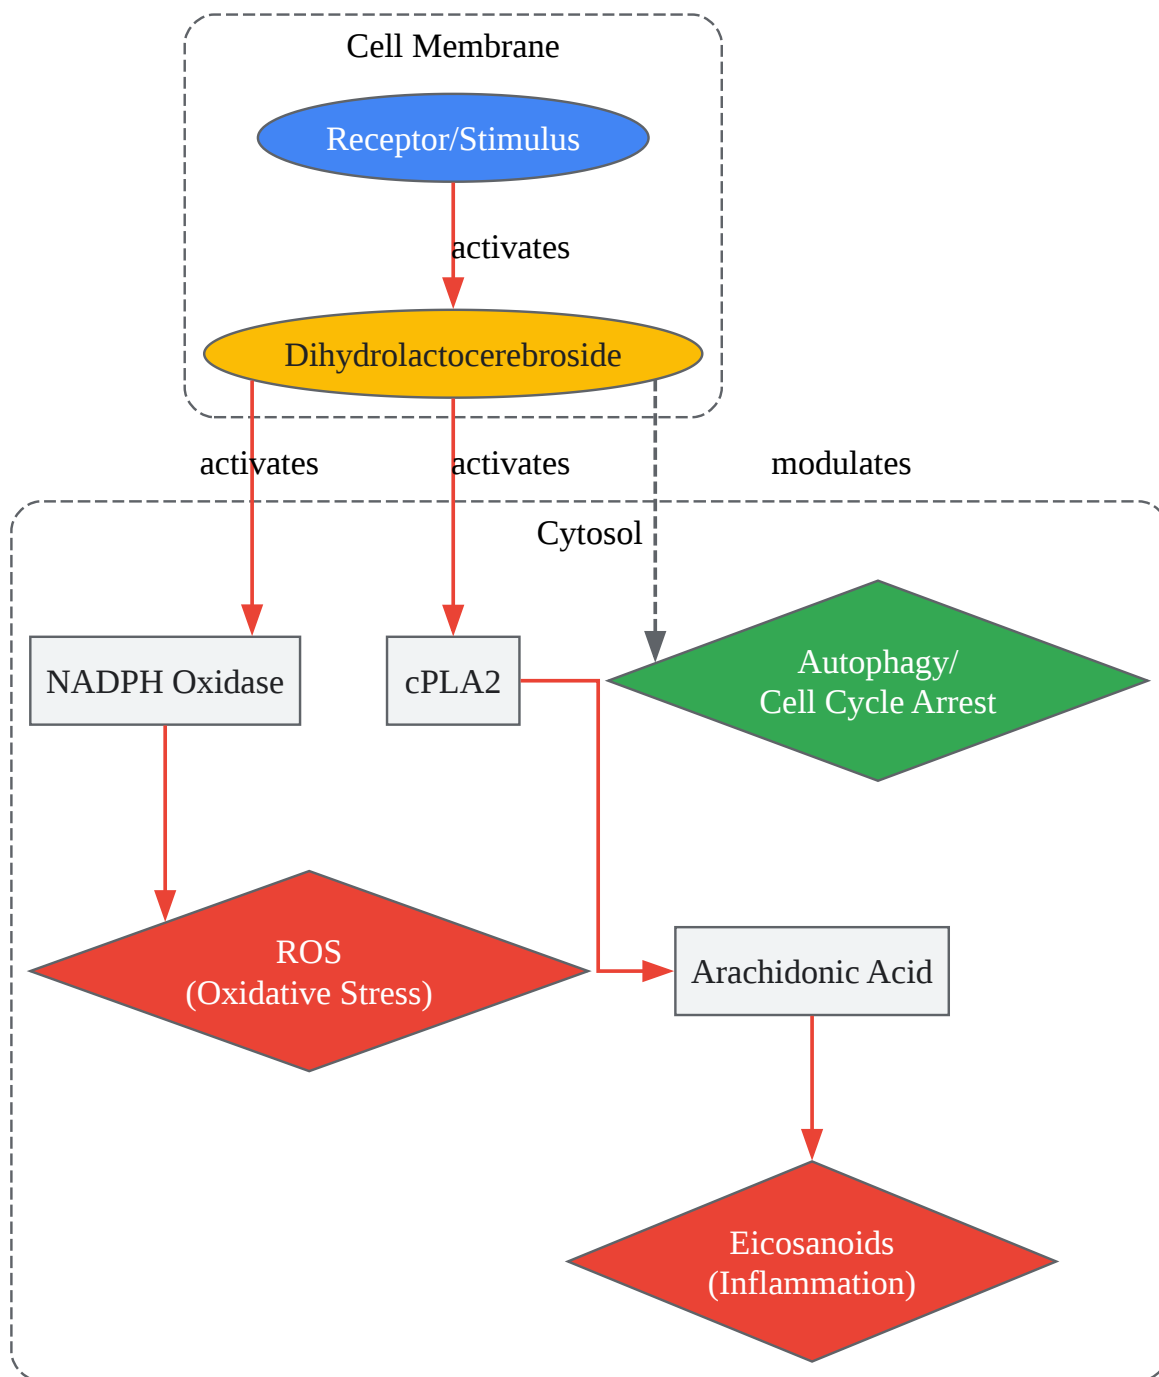 Cell Membrane
Receptor/Stimulus
activates
Dihydrolactocerebroside
activates
activates
modulates
Cytosol
NADPH Oxidase
cPLA2
Autophagy/
Cell Cycle Arrest
ROS
(Oxidative Stress)
Arachidonic Acid
Eicosanoids
(Inflammation)